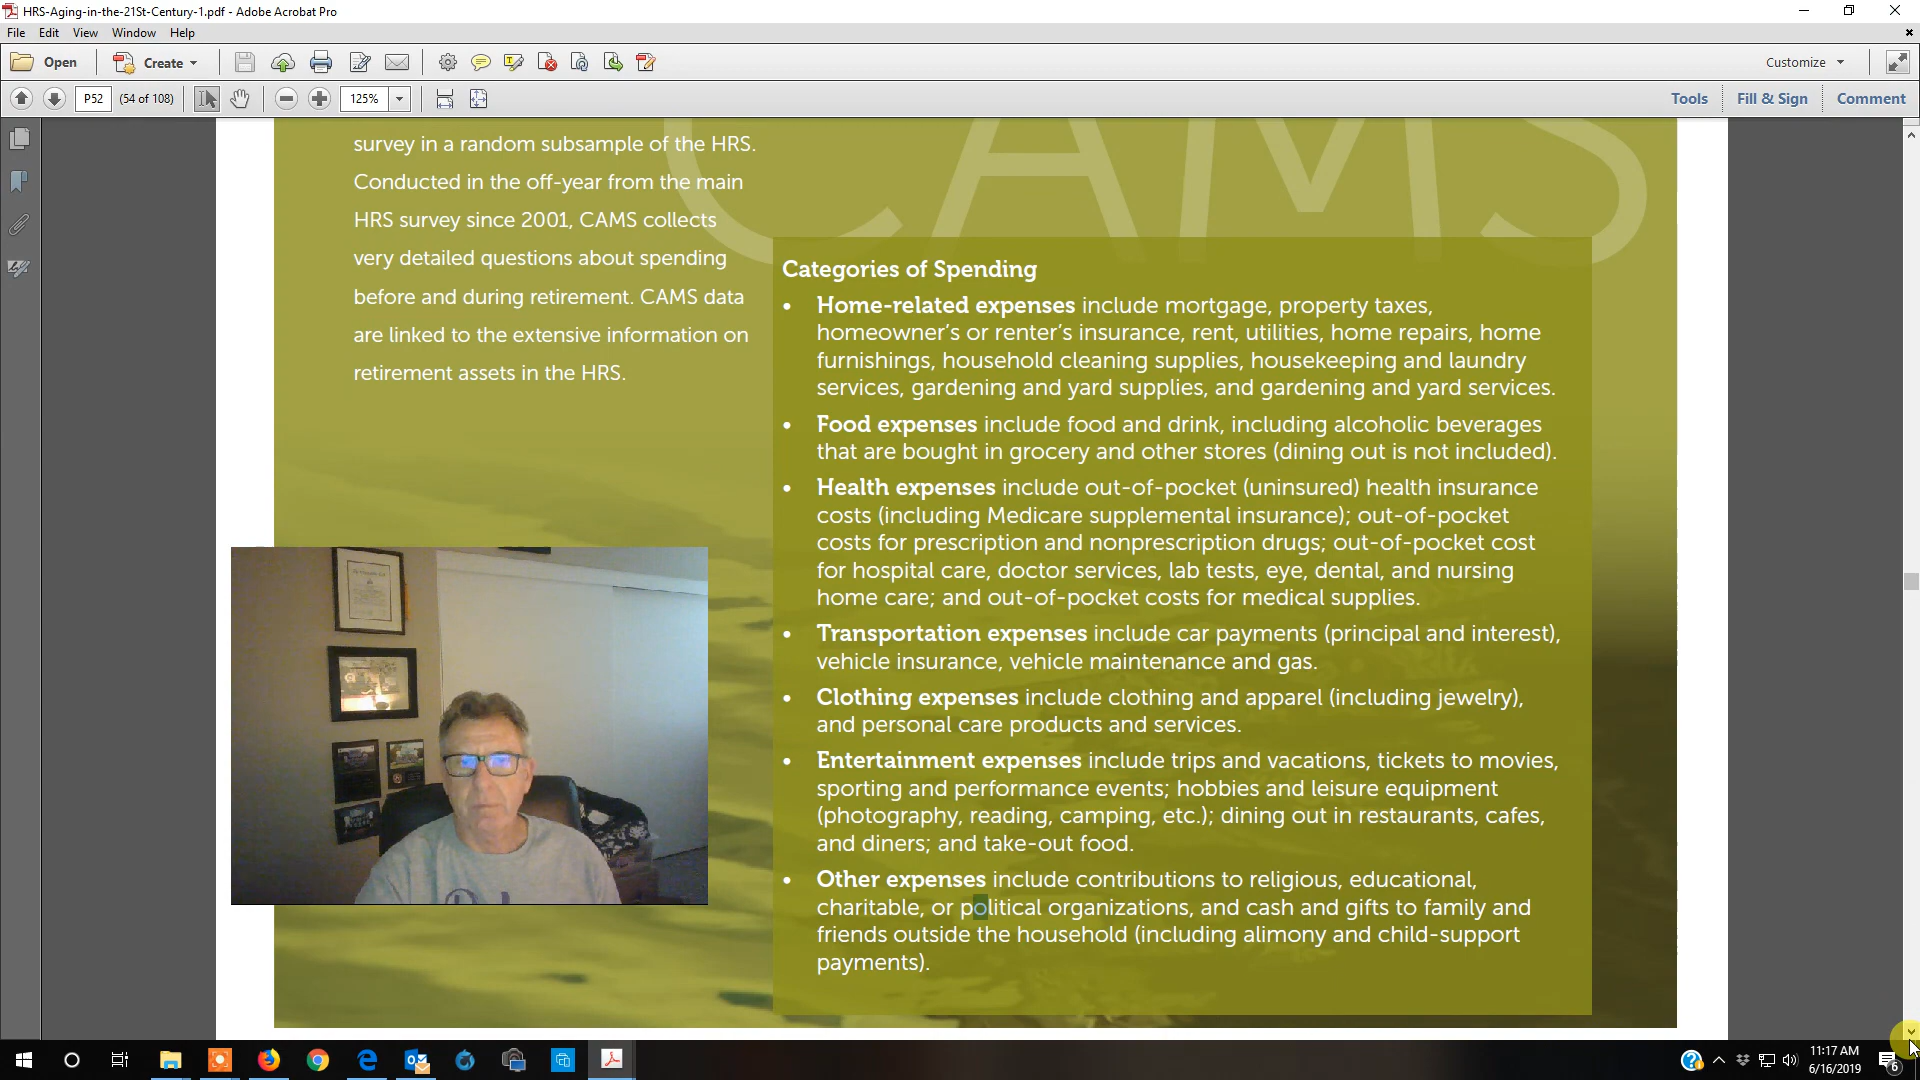 HRS-Aging-in-the-21St-Century-1.pdf - Adobe Acrobat Pro
File Edit View Window Help
Open Create Customize
P52 (54 of 108) 125% Tools Fill & Sign Comment
CAMS
survey in a random subsample of the HRS.
Conducted in the off-year from the main
HRS survey since 2001, CAMS collects
very detailed questions about spending
before and during retirement. CAMS data
are linked to the extensive information on
retirement assets in the HRS.
Categories of Spending
• Home-related expenses include mortgage, property taxes,
homeowner’s or renter’s insurance, rent, utilities, home repairs, home
furnishings, household cleaning supplies, housekeeping and laundry
services, gardening and yard supplies, and gardening and yard services.
• Food expenses include food and drink, including alcoholic beverages
that are bought in grocery and other stores (dining out is not included).
• Health expenses include out-of-pocket (uninsured) health insurance
costs (including Medicare supplemental insurance); out-of-pocket
costs for prescription and nonprescription drugs; out-of-pocket cost
for hospital care, doctor services, lab tests, eye, dental, and nursing
home care; and out-of-pocket costs for medical supplies.
• Transportation expenses include car payments (principal and interest),
vehicle insurance, vehicle maintenance and gas.
• Clothing expenses include clothing and apparel (including jewelry),
and personal care products and services.
• Entertainment expenses include trips and vacations, tickets to movies,
sporting and performance events; hobbies and leisure equipment
(photography, reading, camping, etc.); dining out in restaurants, cafes,
and diners; and take-out food.
• Other expenses include contributions to religious, educational,
charitable, or political organizations, and cash and gifts to family and
friends outside the household (including alimony and child-support
payments).
11:17 AM
6/16/2019
6